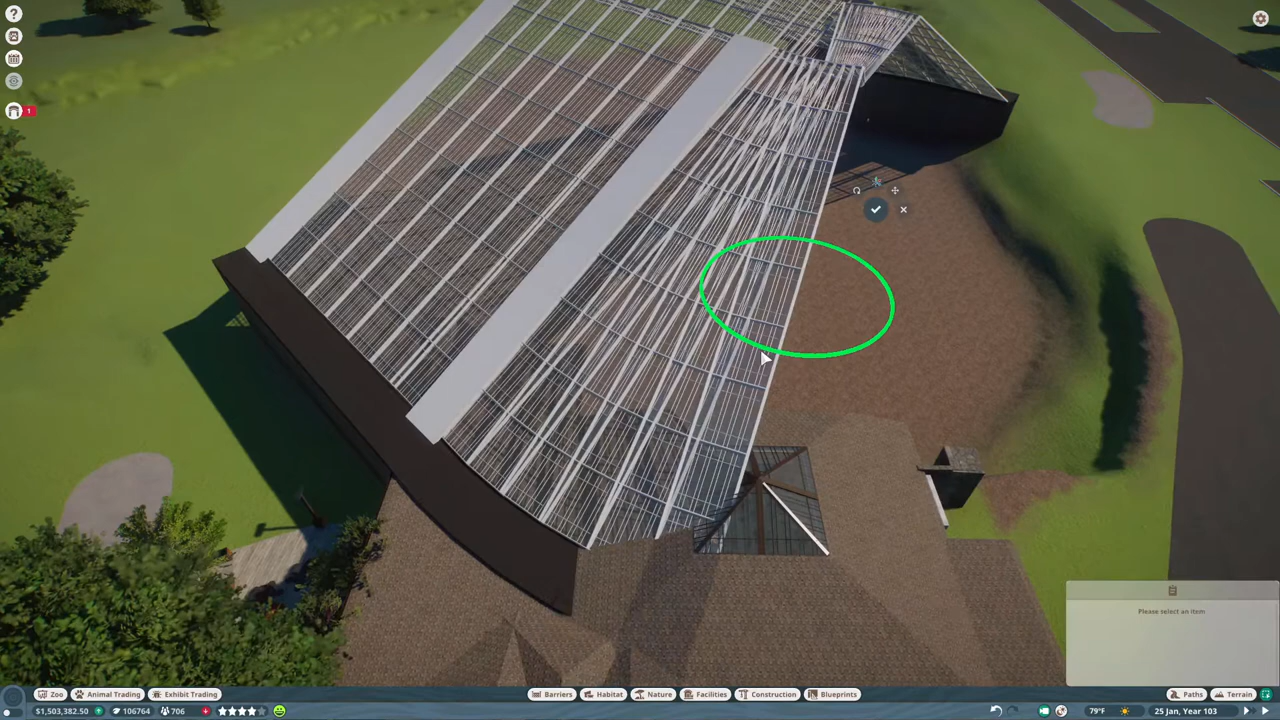 ?
1
Please select an item
Zoo
Animal Trading
Exhibit Trading
Barriers
Habitat
Nature
Facilities
Construction
Blueprints
Paths
Terrain
$1,503,382.50
106764
706
79°F
25 Jan, Year 103